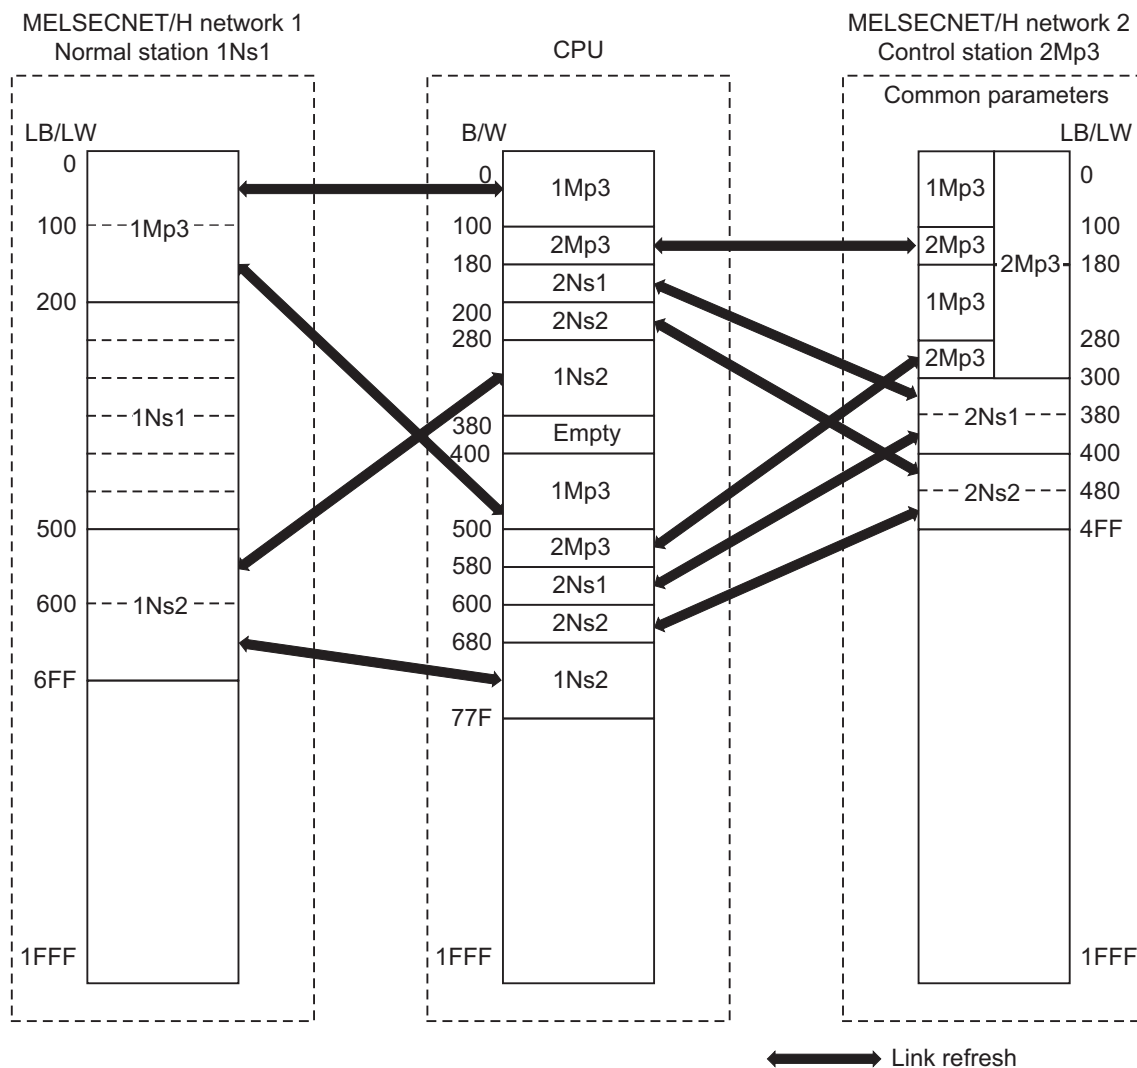 MELSECNET/H network 1
Normal station 1Ns1
LB/LW
0
1Mp3
100
200
1Ns1
500
1Ns2
600
6FF
1FFF
CPU
B/W
0
1Mp3
100
2Mp3
180
2Ns1
200
2Ns2
280
1Ns2
380
Empty
400
1Mp3
500
2Mp3
580
2Ns1
600
2Ns2
680
1Ns2
77F
1FFF
MELSECNET/H network 2
Control station 2Mp3
Common parameters
LB/LW
1Mp3
0
2Mp3
100
2Mp3
180
1Mp3
2Mp3
280
300
2Ns1
380
400
2Ns2
480
4FF
1FFF
Link refresh